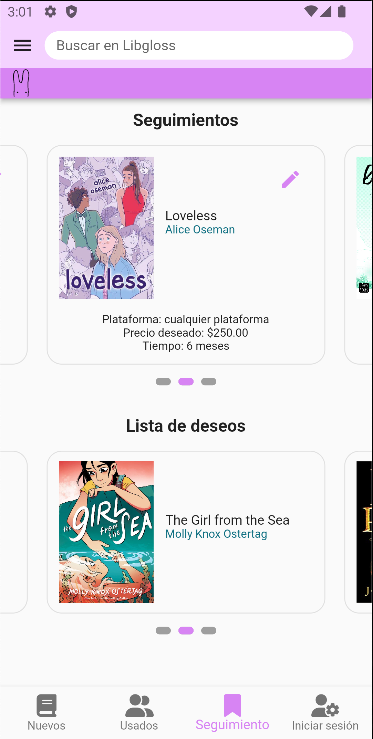 3:01
Buscar en Libgloss
Seguimientos
alice
oseman
loveless
Loveless
Alice Oseman
Plataforma: cualquier plataforma
Precio deseado: $250.00
Tiempo: 6 meses
Lista de deseos
THE
GIRL
FROM THE
SEA
MOLLY KNOX OSTERTAG
The Girl from the Sea
Molly Knox Ostertag
Nuevos
Usados
Seguimiento
Iniciar sesión